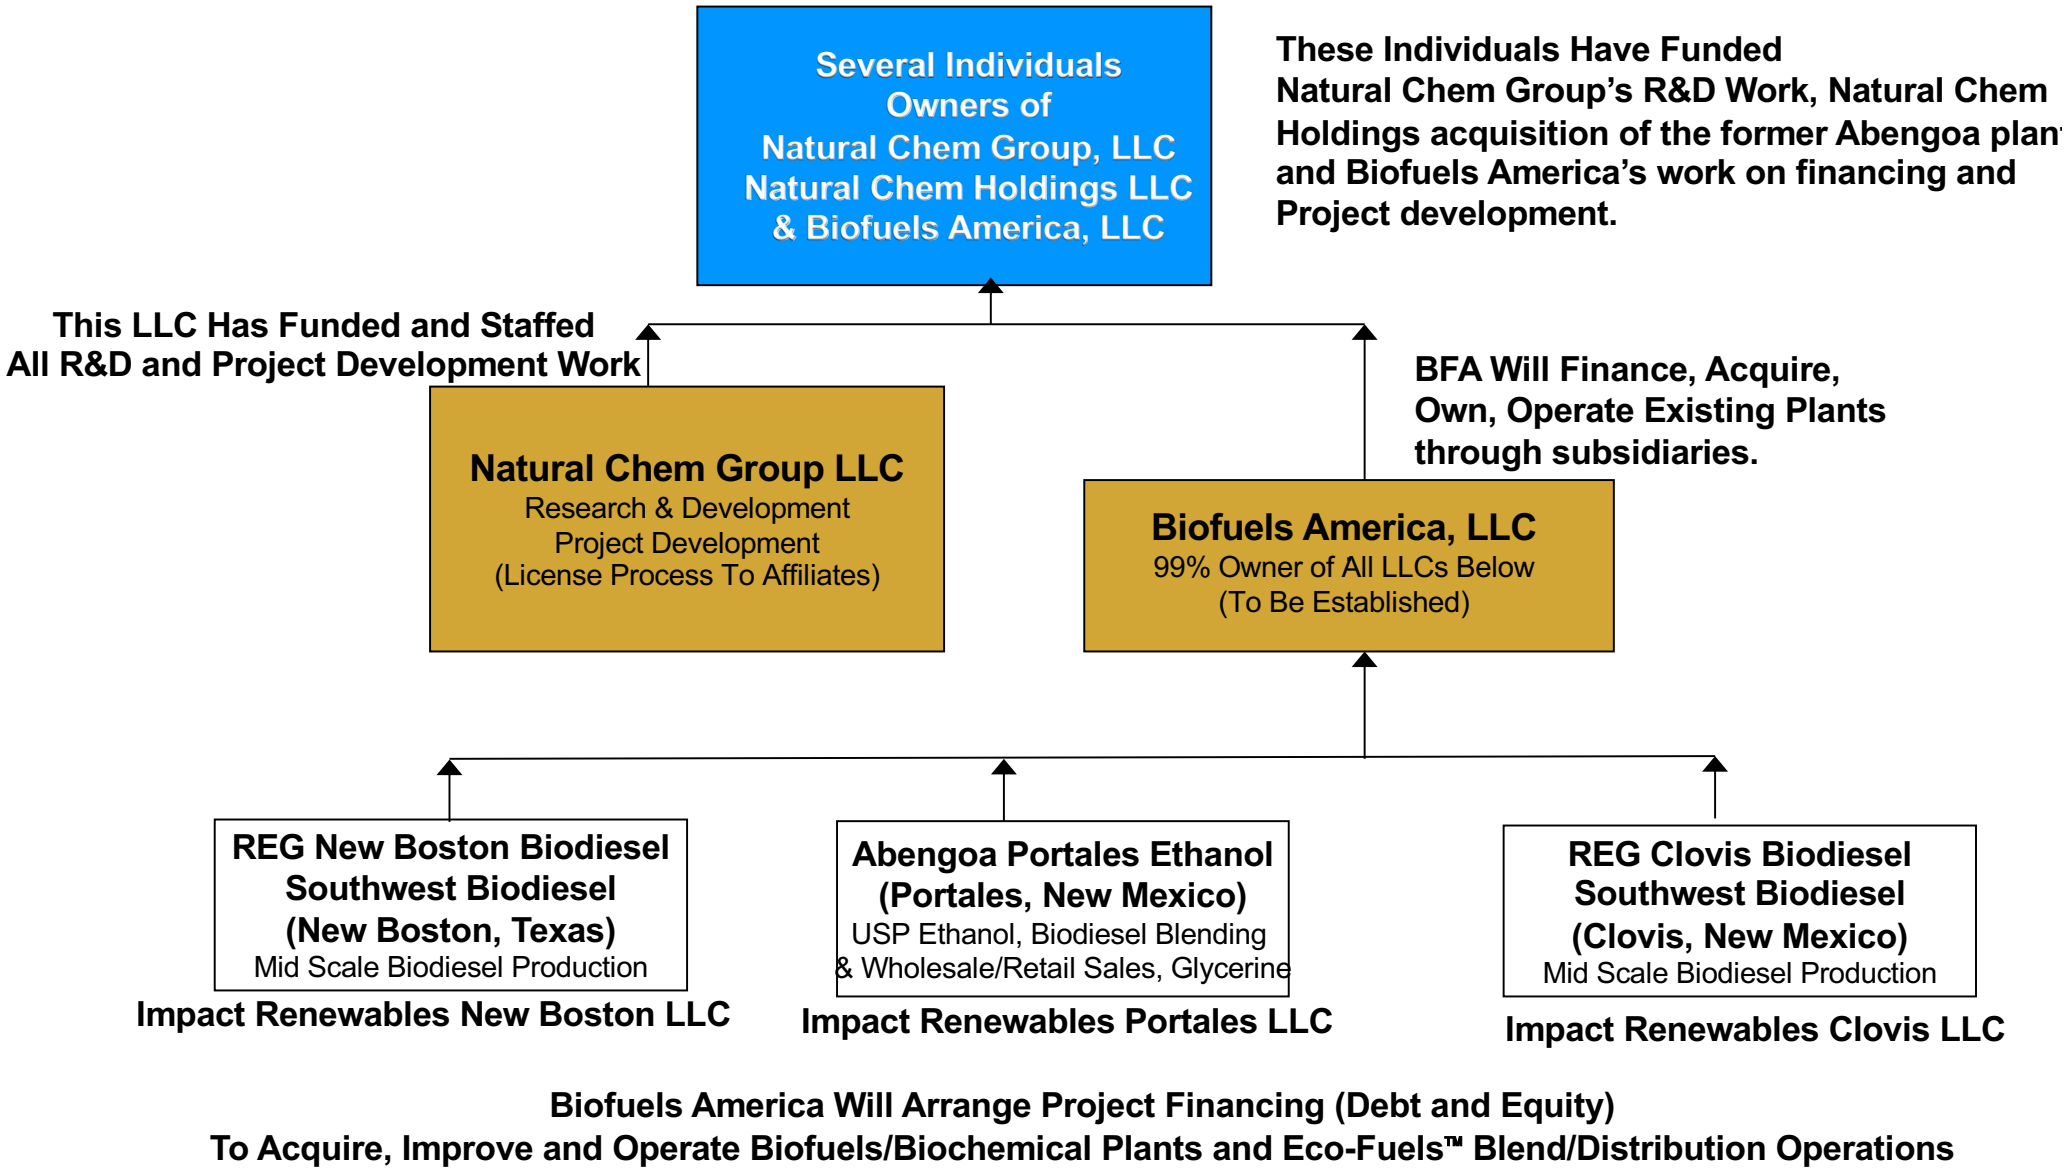 Several Individuals
Owners of
Natural Chem Group, LLC
Natural Chem Holdings LLC
& Biofuels America, LLC
These Individuals Have Funded
Natural Chem Group’s R&D Work, Natural Chem
Holdings acquisition of the former Abengoa plant
and Biofuels America’s work on financing and
Project development.
This LLC Has Funded and Staffed
All R&D and Project Development Work
BFA Will Finance, Acquire,
Own, Operate Existing Plants
through subsidiaries.
Natural Chem Group LLC
Research & Development
Project Development
(License Process To Affiliates)
Biofuels America, LLC
99% Owner of All LLCs Below
(To Be Established)
REG New Boston Biodiesel
Southwest Biodiesel
(New Boston, Texas)
Mid Scale Biodiesel Production
Impact Renewables New Boston LLC
Abengoa Portales Ethanol
(Portales, New Mexico)
USP Ethanol, Biodiesel Blending
& Wholesale/Retail Sales, Glycerine
Impact Renewables Portales LLC
REG Clovis Biodiesel
Southwest Biodiesel
(Clovis, New Mexico)
Mid Scale Biodiesel Production
Impact Renewables Clovis LLC
Biofuels America Will Arrange Project Financing (Debt and Equity)
To Acquire, Improve and Operate Biofuels/Biochemical Plants and Eco-Fuels™ Blend/Distribution Operations